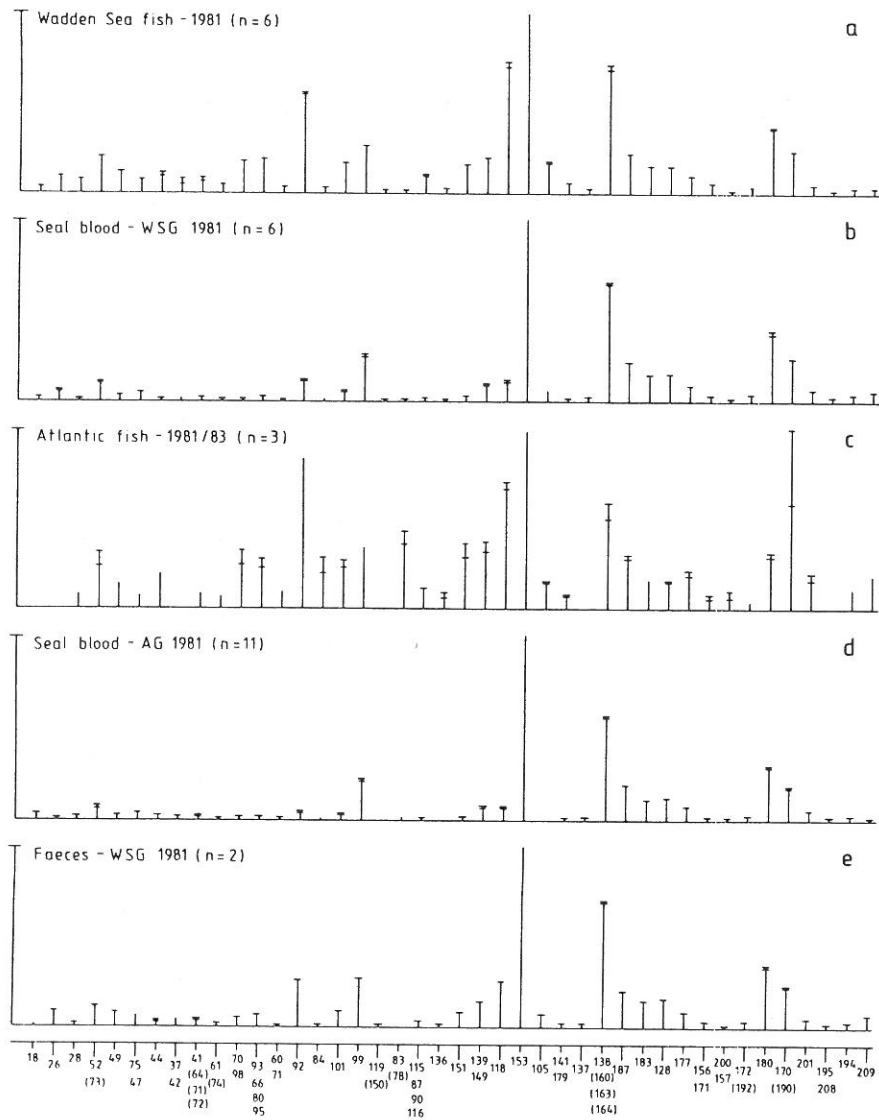 Wadden Sea fish - 1981 (n=6)
a
Seal blood - WSG 1981 (n=6)
b
Atlantic fish - 1981/83 (n=3)
c
Seal blood - AG 1981 (n=11)
d
Faeces - WSG 1981 (n=2)
e
18 26 28 52 49 75 44 37 41 61 70 93 60 84 101 99 119 83 115 136 151 139 118 153 105 141 137 138 187 183 128 177 156 200 172 180 170 201 195 194 209
(73) 47 42 (64) (74) 98 66 71 (150) (78) 87 149 179 (160) 171 157 (192) (190) 208
(71) 80 90 (163)
(72) 95 116 (164)
92